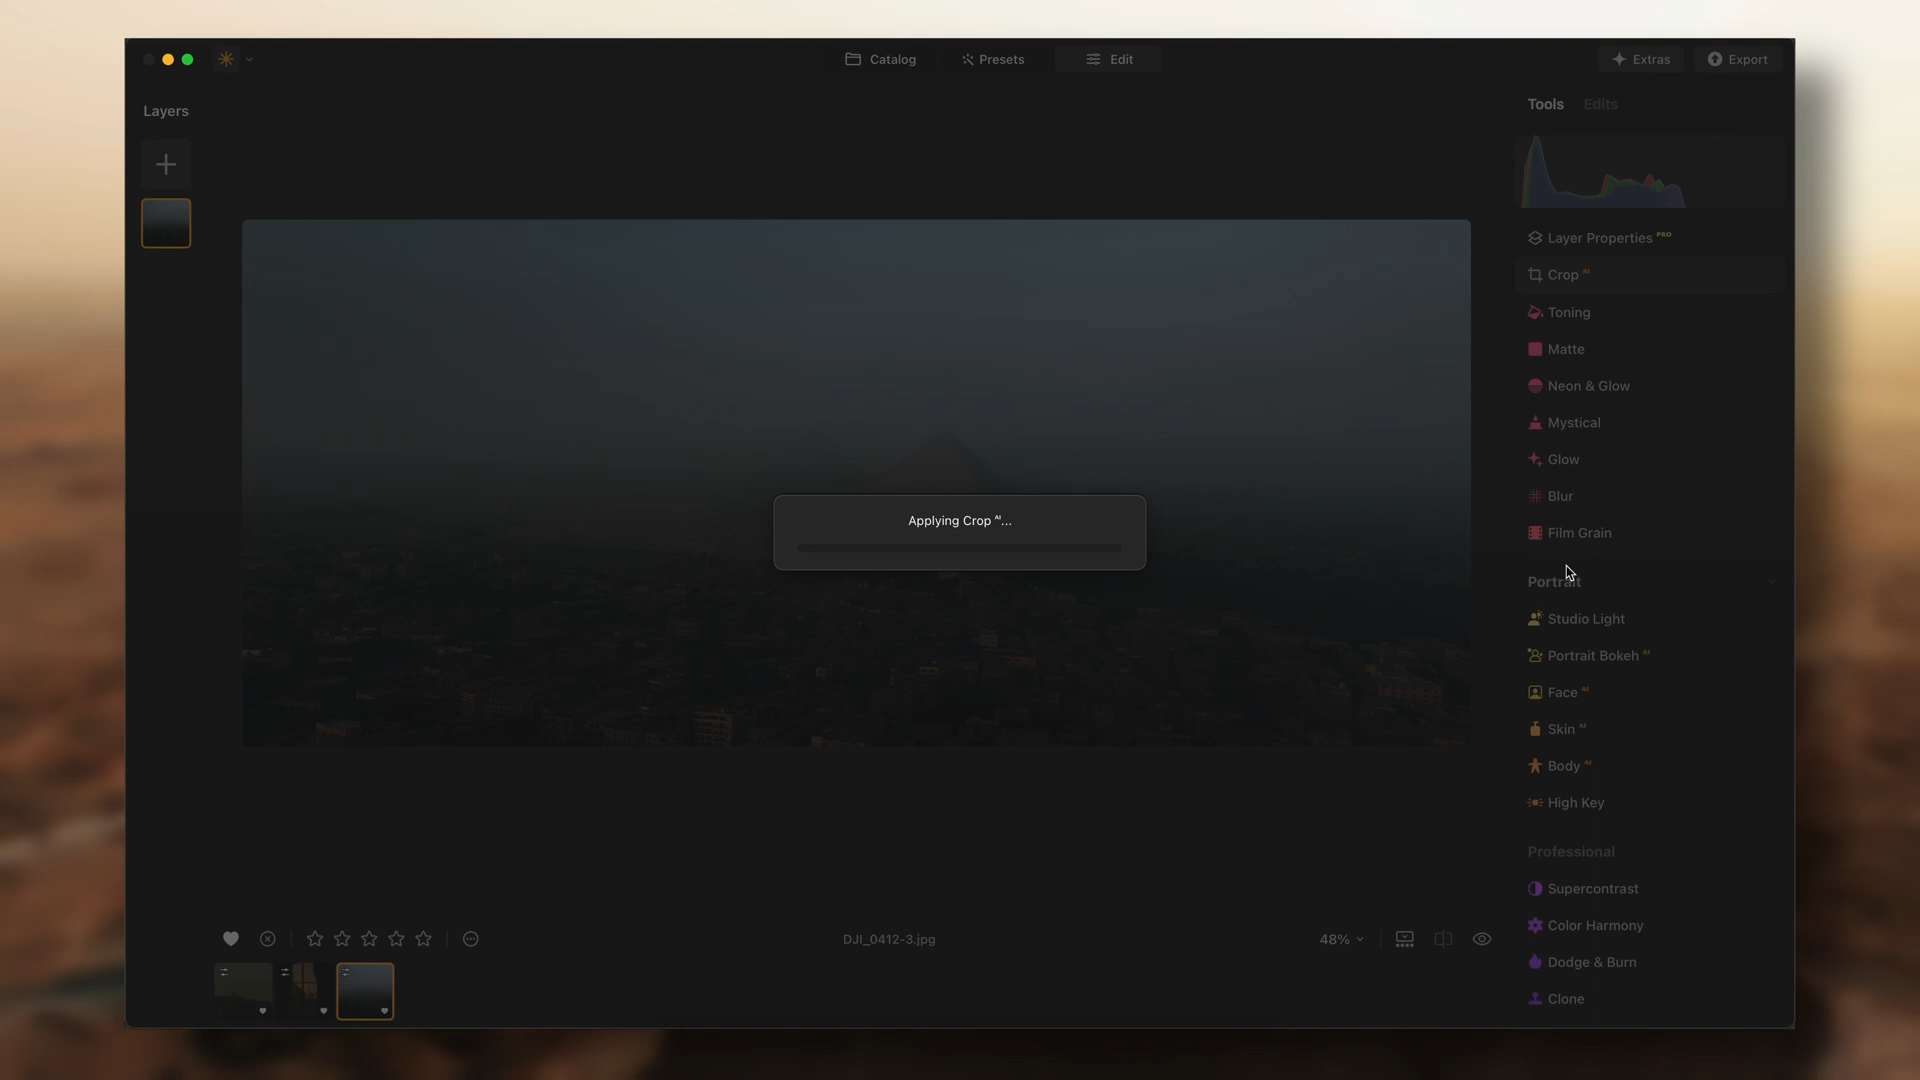 Catalog
Presets
Edit
Extras
Export
Layers
Tools
Edits
Layer Properties PRO
Crop AI
Toning
Matte
Neon & Glow
Mystical
Glow
Blur
Film Grain
Applying Crop AI...
Portrait
Studio Light
Portrait Bokeh AI
Face AI
Skin AI
Body AI
High Key
Professional
Supercontrast
Color Harmony
Dodge & Burn
Clone
DJI_0412-3.jpg
48%